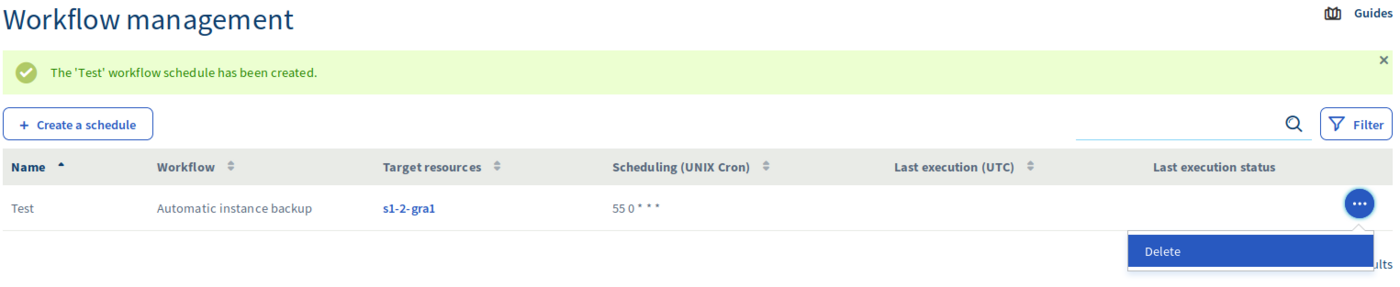 Workflow management
Guides
The 'Test' workflow schedule has been created.
+ Create a schedule
Filter
Name Workflow Target resources Scheduling (UNIX Cron) Last execution (UTC) Last execution status
Test Automatic instance backup s1-2-gra1 55 0 * * *
Delete